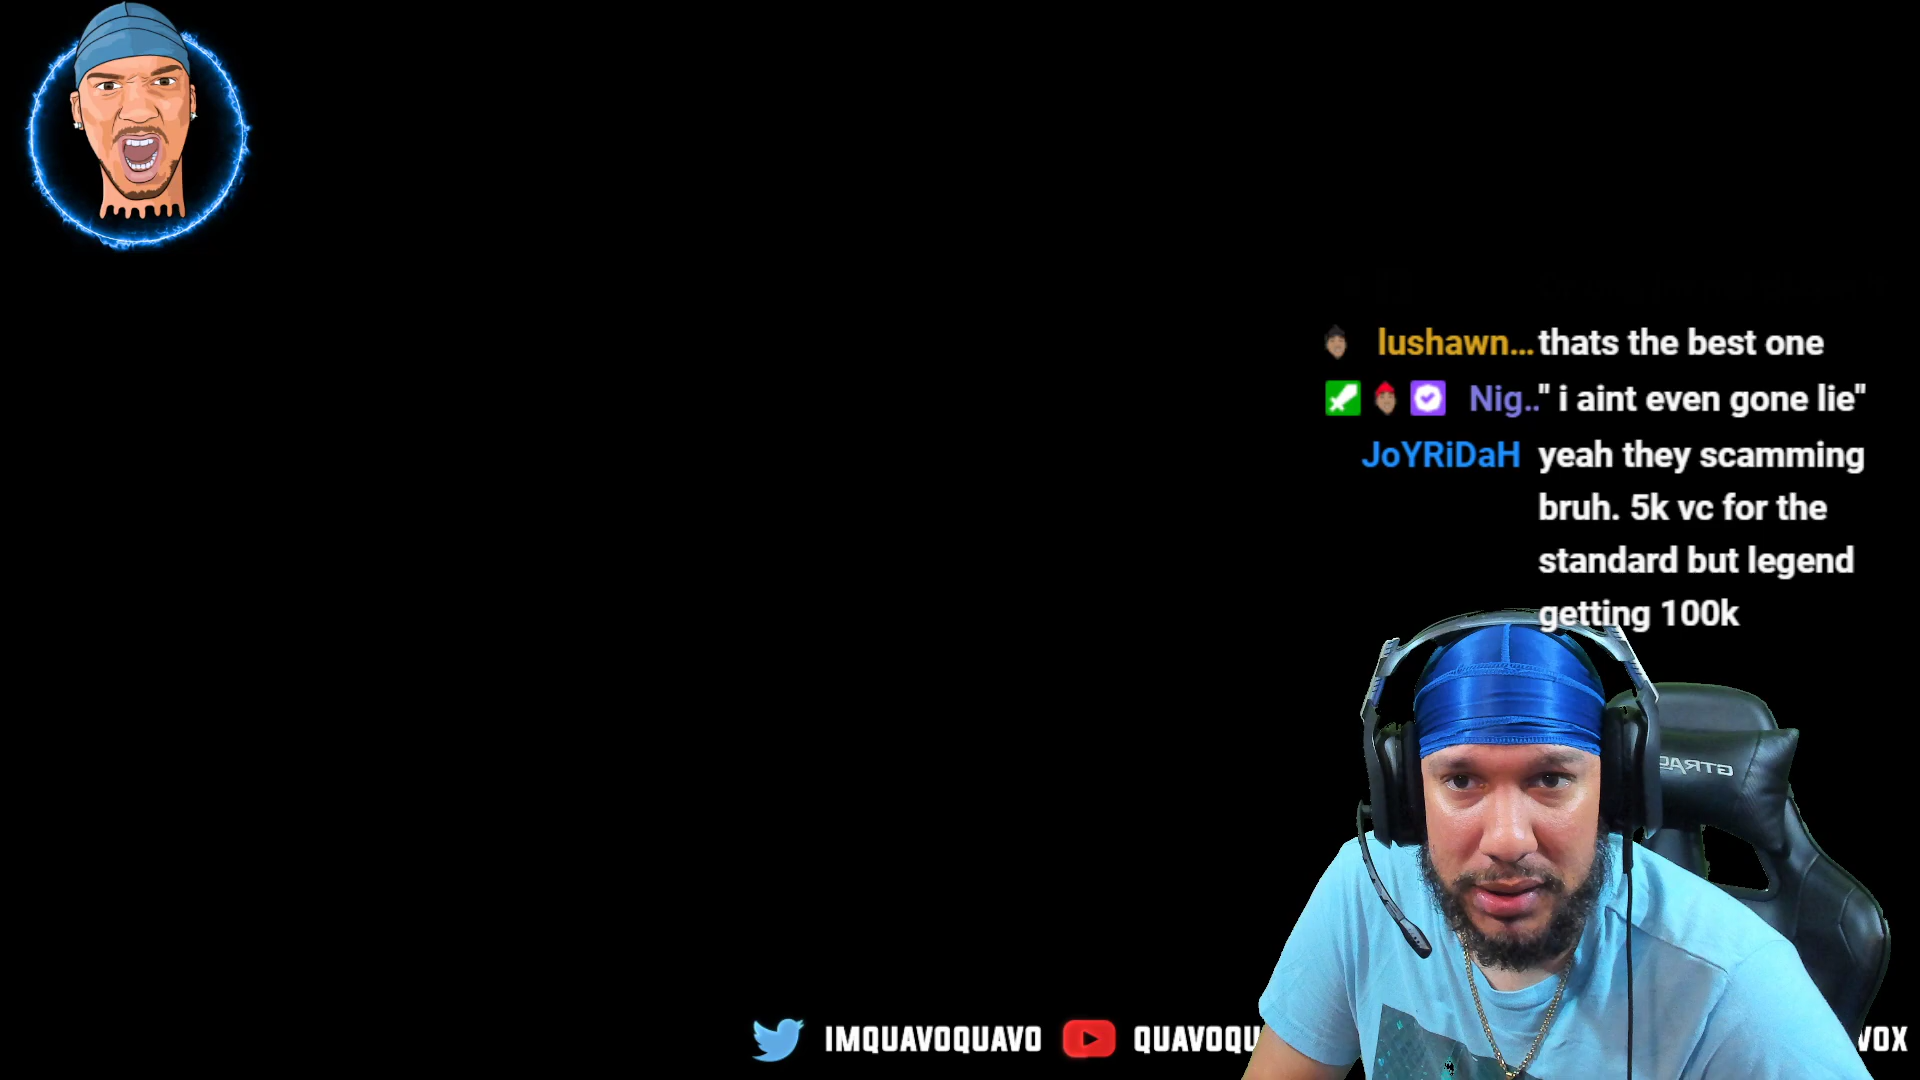 lushawn... thats the best one
Nig.. " i aint even gone lie"
JoYRiDaH yeah they scamming
bruh. 5k vc for the
standard but legend
getting 100k
GTRAC
IMQUAVOQUAVO QUAVOQU VOX